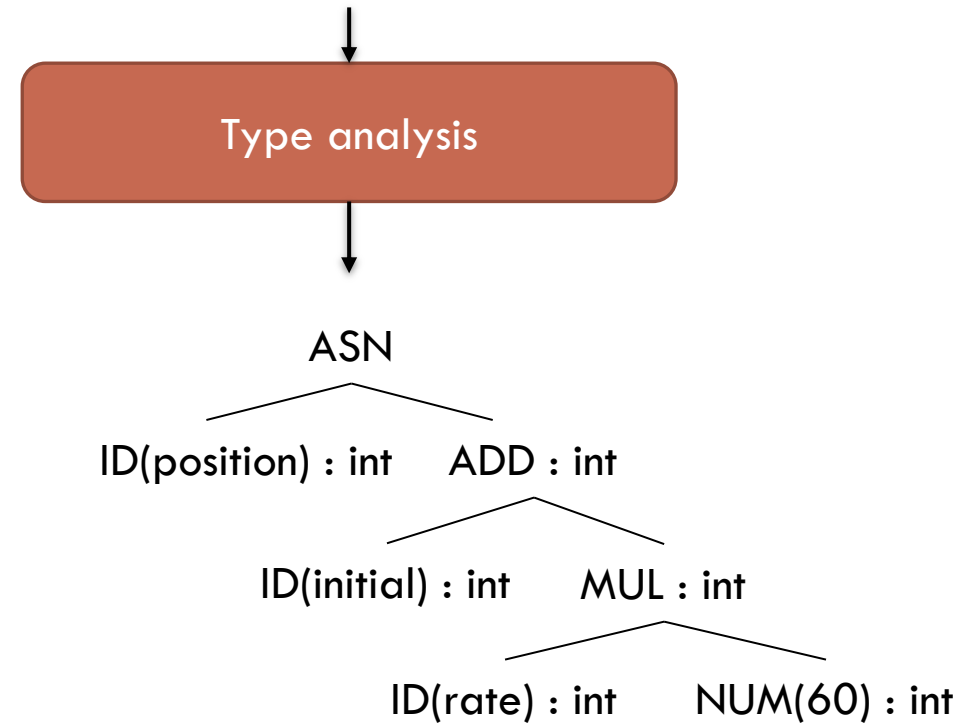 Type analysis
ASN
ID(position) : int ADD : int
ID(initial) : int MUL : int
ID(rate) : int NUM(60) : int